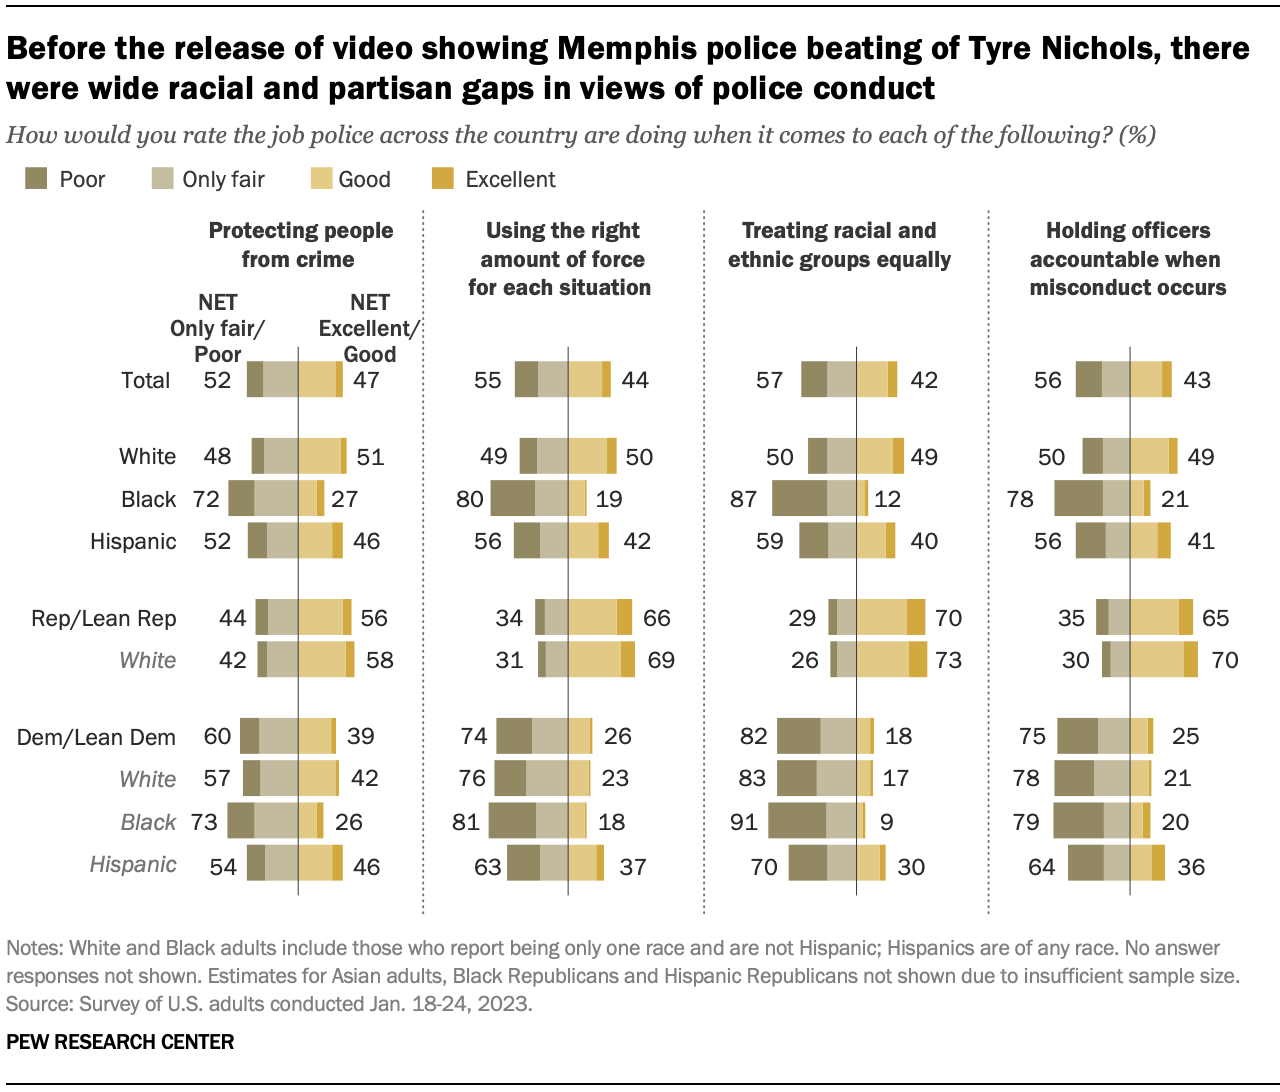 Before the release of video showing Memphis police beating of Tyre Nichols, there
were wide racial and partisan gaps in views of police conduct
How would you rate the job police across the country are doing when it comes to each of the following? (%)
Poor Only fair Good Excellent
Protecting people
from crime
Using the right
amount of force
for each situation
Treating racial and
ethnic groups equally
Holding officers
accountable when
misconduct occurs
NET
Only fair/
Poor
NET
Excellent/
Good
Total 52 47 55 44 57 42 56 43
White 48 51 49 50 50 49 50 49
Black 72 27 80 19 87 12 78 21
Hispanic 52 46 56 42 59 40 56 41
Rep/Lean Rep 44 56 34 66 29 70 35 65
White 42 58 31 69 26 73 30 70
Dem/Lean Dem 60 39 74 26 82 18 75 25
White 57 42 76 23 83 17 78 21
Black 73 26 81 18 91 9 79 20
Hispanic 54 46 63 37 70 30 64 36
Notes: White and Black adults include those who report being only one race and are not Hispanic; Hispanics are of any race. No answer
responses not shown. Estimates for Asian adults, Black Republicans and Hispanic Republicans not shown due to insufficient sample size.
Source: Survey of U.S. adults conducted Jan. 18-24, 2023.
PEW RESEARCH CENTER